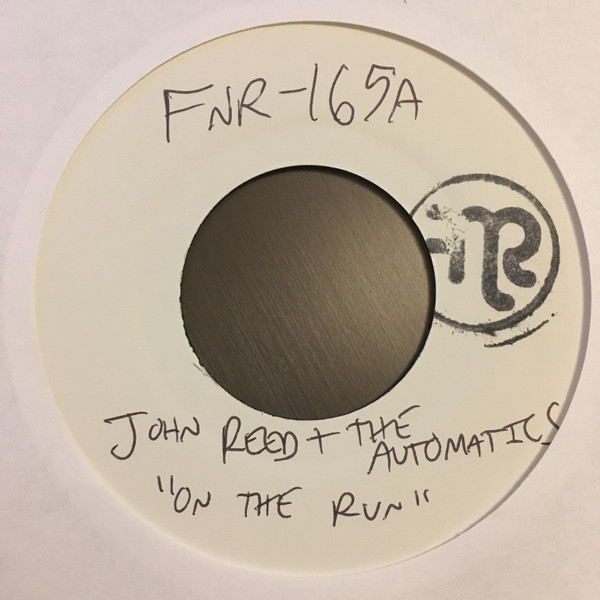 FNR-165A
JOHN REED + THE AUTOMATICS
"ON THE RUN"